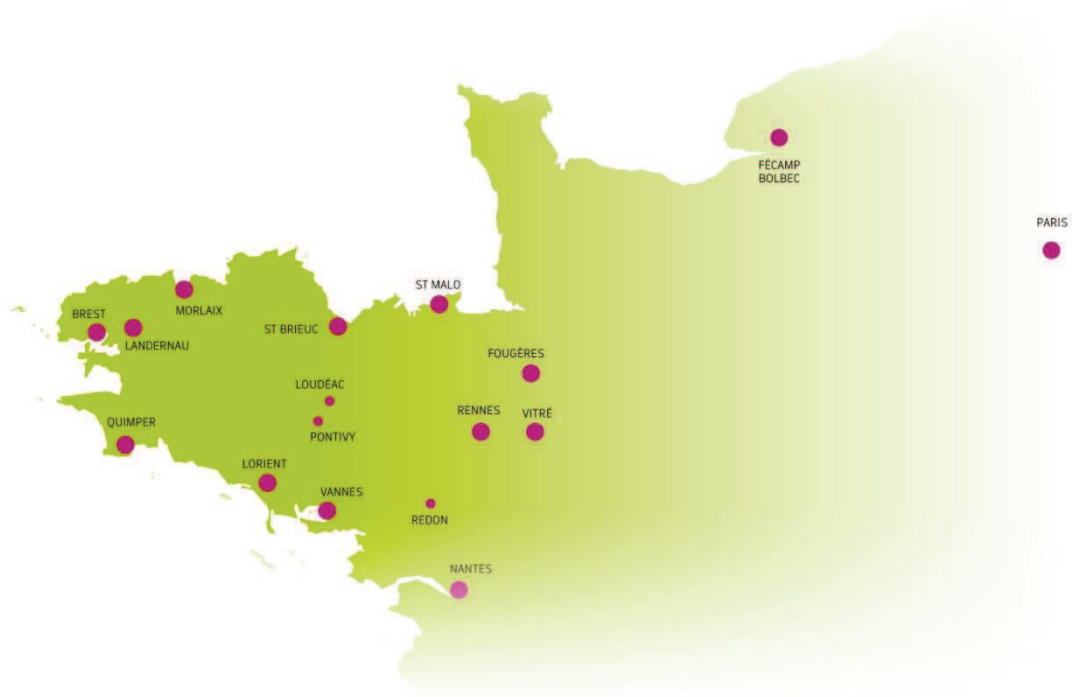 FÉCAMP
BOLBEC
PARIS
ST MALO
MORLAIX
BREST
ST BRIEUC
LANDERNAU
FOUGÈRES
LOUDÉAC
RENNES
VITRÉ
QUIMPER
PONTIVY
LORIENT
VANNES
REDON
NANTES